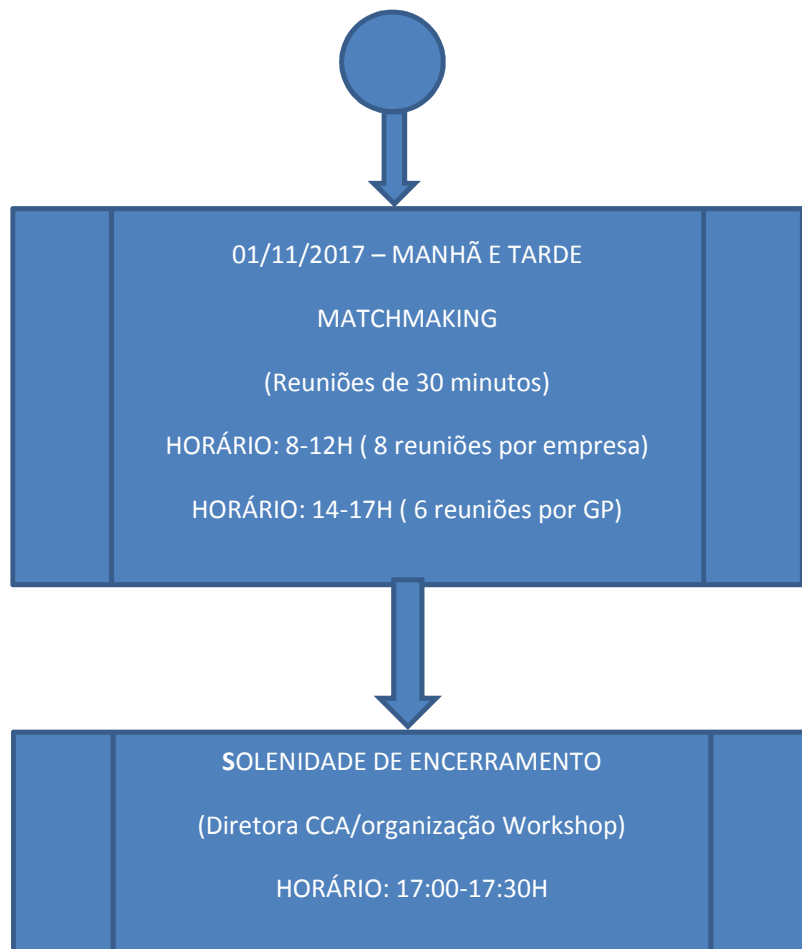 01/11/2017 – MANHÃ E TARDE
MATCHMAKING
(Reuniões de 30 minutos)
HORÁRIO: 8-12H ( 8 reuniões por empresa)
HORÁRIO: 14-17H ( 6 reuniões por GP)
SOLENIDADE DE ENCERRAMENTO
(Diretora CCA/organização Workshop)
HORÁRIO: 17:00-17:30H